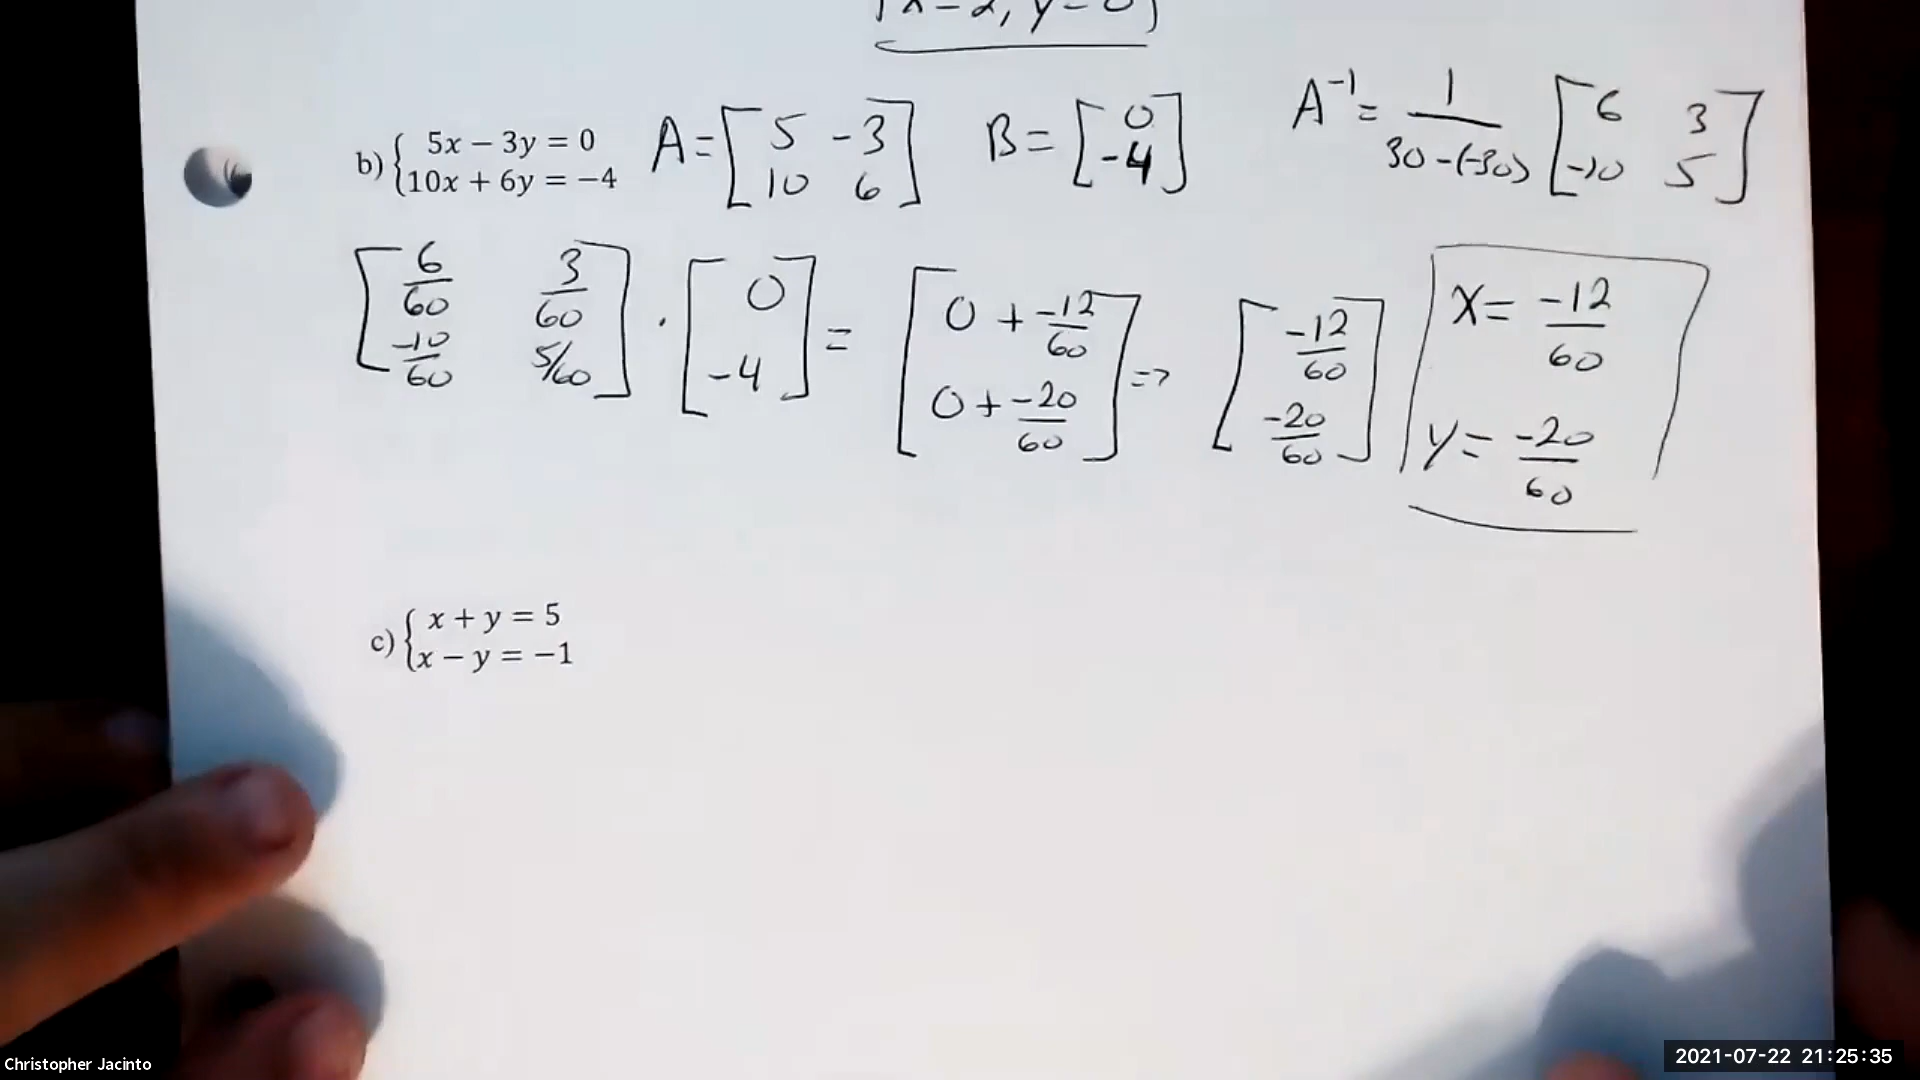 {x=2, y=0}
b) { 5x − 3y = 0
10x + 6y = −4
A = [ 5 -3
10 6 ]
B = [ 0
-4 ]
A⁻¹ = 1/30-(-30) [ 6 3
-10 5 ]
[ 6/60 3/60
-10/60 5/60 ] · [ 0
-4 ] = [ 0 + -12/60
0 + -20/60 ] => [ -12/60
-20/60 ]
x = -12/60
y = -20/60
c) { x + y = 5
x − y = −1
Christopher Jacinto
2021-07-22 21:25:35